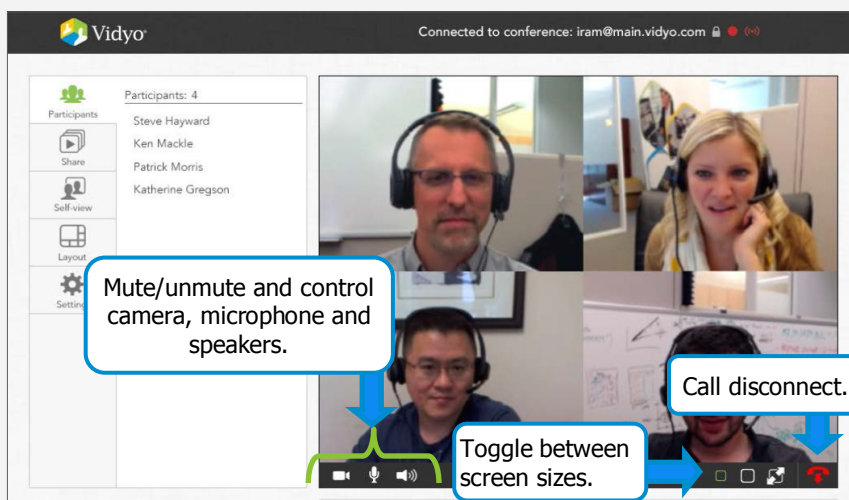 Vidyo
Connected to conference: iram@main.vidyo.com
Participants
Participants: 4
Steve Hayward
Ken Mackle
Patrick Morris
Katherine Gregson
Share
Self-view
Layout
Setting
Mute/unmute and control
camera, microphone and
speakers.
Call disconnect.
Toggle between
screen sizes.